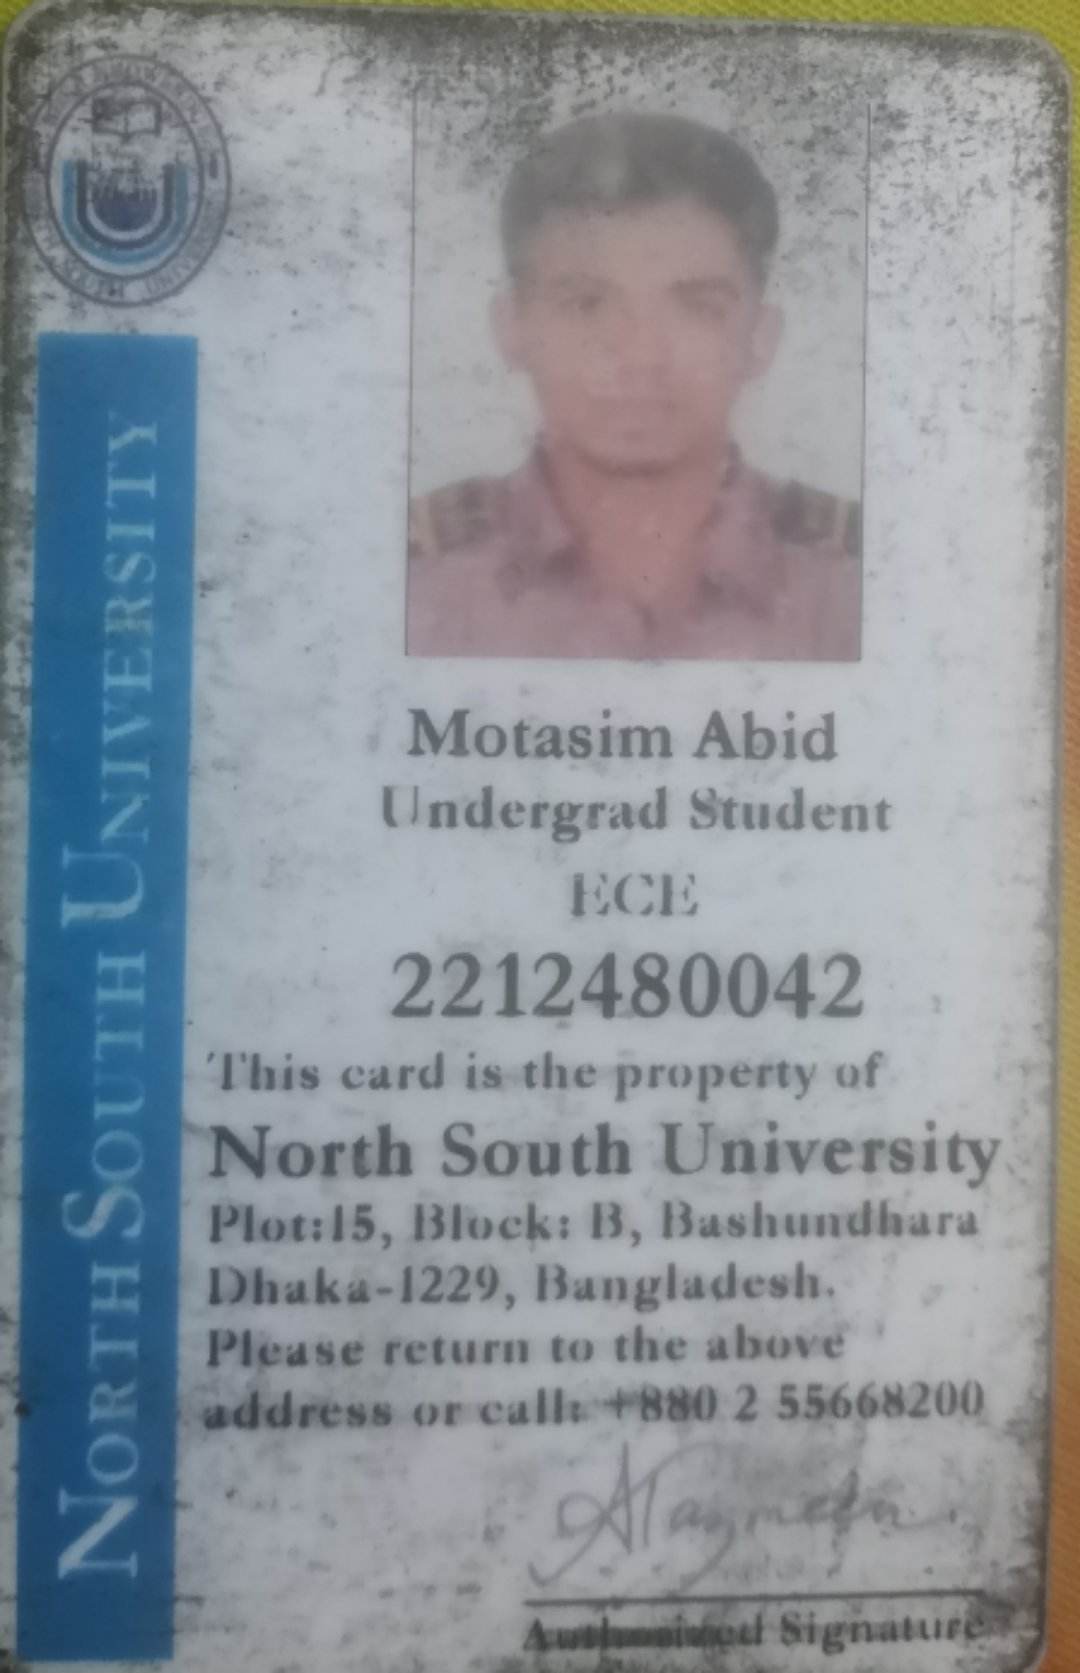 NORTH SOUTH UNIVERSITY
SOUTH
Motasim Abid
Undergrad Student
ECE
2212480042
This card is the property of
North South University
Plot:15, Block: B, Bashundhara
Dhaka-1229, Bangladesh.
Please return to the above
address or call: +880 2 55668200
Authorized Signature